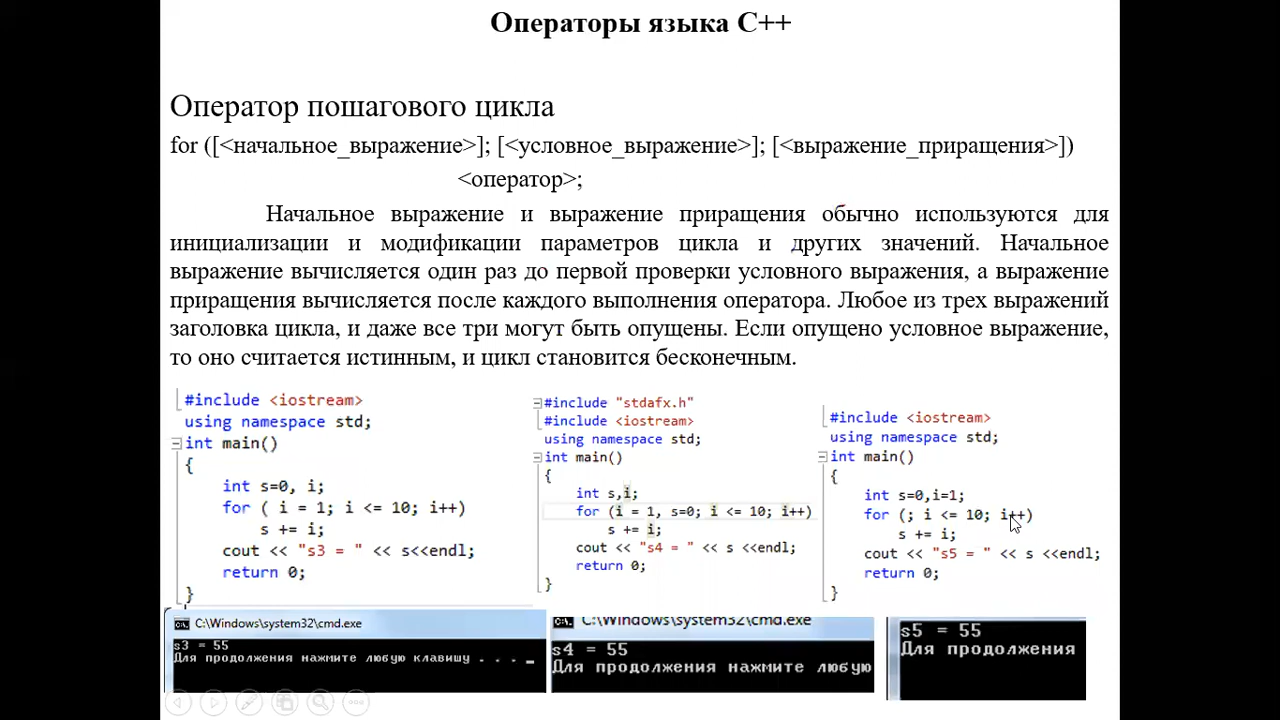 Операторы языка C++
Оператор пошагового цикла
for ([<начальное_выражение>]; [<условное_выражение>]; [<выражение_приращения>])
<оператор>;
Начальное выражение и выражение приращения обычно используются для
инициализации и модификации параметров цикла и других значений. Начальное
выражение вычисляется один раз до первой проверки условного выражения, а выражение
приращения вычисляется после каждого выполнения оператора. Любое из трех выражений
заголовка цикла, и даже все три могут быть опущены. Если опущено условное выражение,
то оно считается истинным, и цикл становится бесконечным.
#include <iostream>
using namespace std;
int main()
{
int s=0, i;
for ( i = 1; i <= 10; i++)
s += i;
cout << "s3 = " << s<<endl;
return 0;
}
C:\Windows\system32\cmd.exe
s3 = 55
Для продолжения нажмите любую клавишу . . . _
#include "stdafx.h"
#include <iostream>
using namespace std;
int main()
{
int s,i;
for (i = 1, s=0; i <= 10; i++)
s += i;
cout << "s4 = " << s <<endl;
return 0;
}
C:\Windows\system32\cmd.exe
s4 = 55
Для продолжения нажмите любую
#include <iostream>
using namespace std;
int main()
{
int s=0,i=1;
for (; i <= 10; i++)
s += i;
cout << "s5 = " << s <<endl;
return 0;
}
s5 = 55
Для продолжения